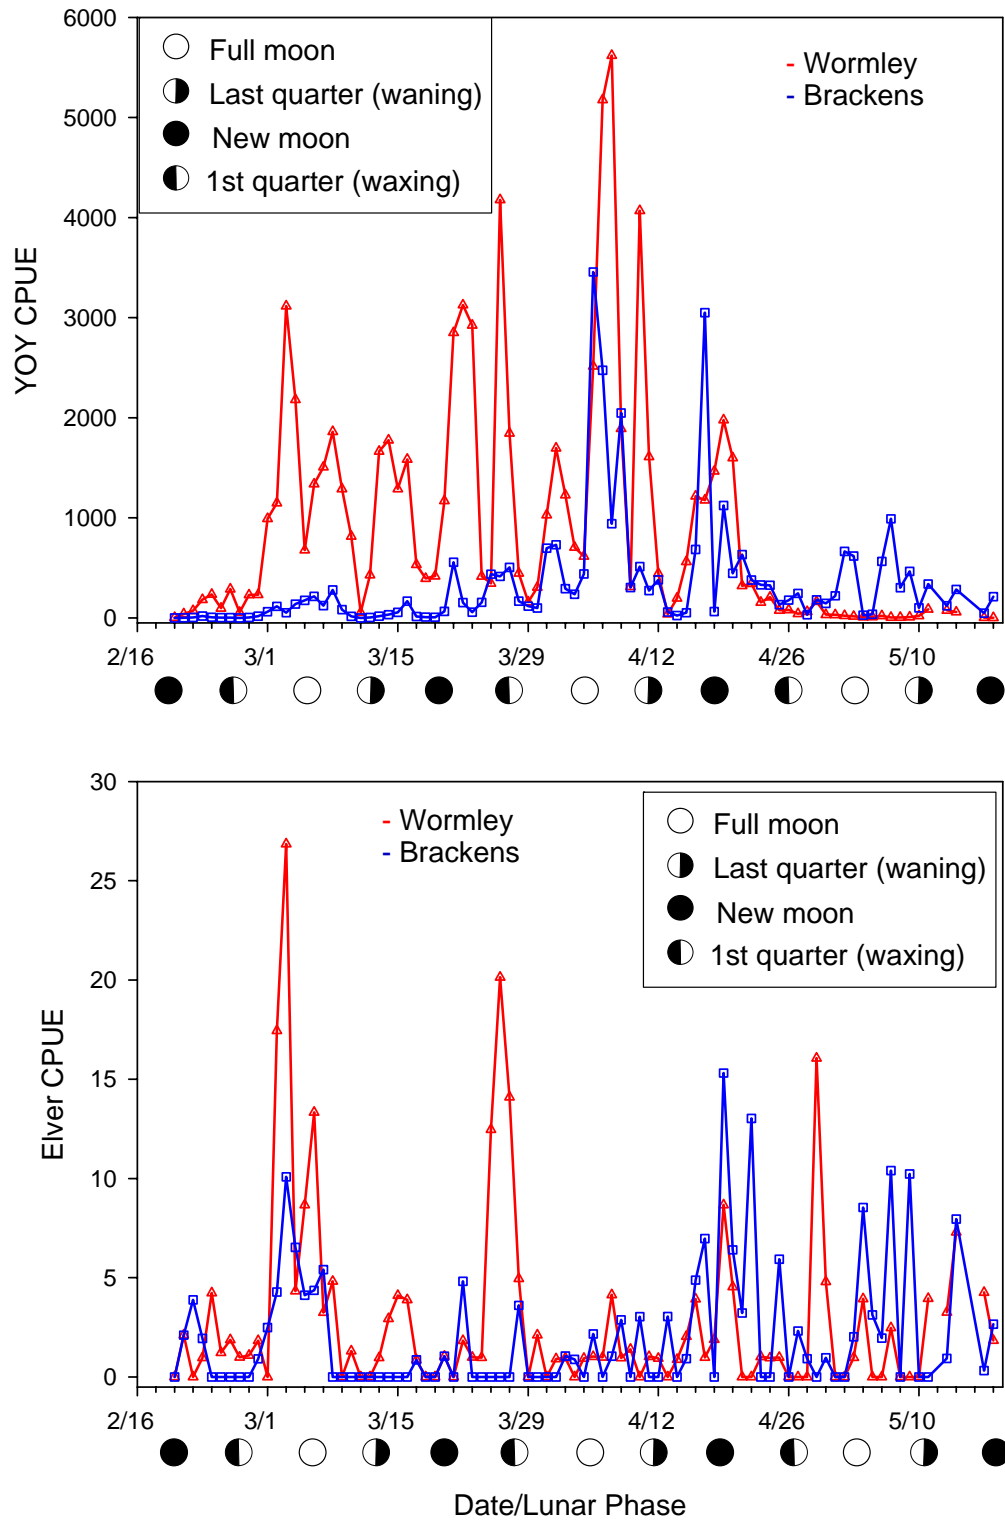 6000
5000
4000
3000
2000
1000
0
YOY CPUE
Full moon
Last quarter (waning)
New moon
1st quarter (waxing)
- Wormley
- Brackens
2/16 3/1 3/15 3/29 4/12 4/26 5/10
30
25
20
15
10
5
0
Elver CPUE
- Wormley
- Brackens
Full moon
Last quarter (waning)
New moon
1st quarter (waxing)
2/16 3/1 3/15 3/29 4/12 4/26 5/10
Date/Lunar Phase